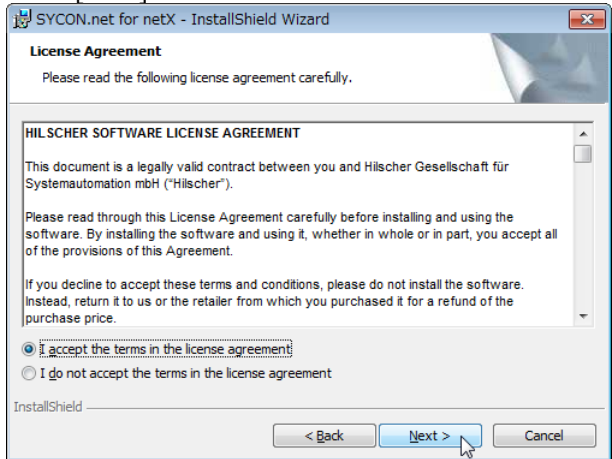 SYCON.net for netX - InstallShield Wizard
License Agreement
Please read the following license agreement carefully.
HILSCHER SOFTWARE LICENSE AGREEMENT
This document is a legally valid contract between you and Hilscher Gesellschaft für
Systemautomation mbH ("Hilscher").
Please read through this License Agreement carefully before installing and using the
software. By installing the software and using it, whether in whole or in part, you accept all
of the provisions of this Agreement.
If you decline to accept these terms and conditions, please do not install the software.
Instead, return it to us or the retailer from which you purchased it for a refund of the
purchase price.
I accept the terms in the license agreement
I do not accept the terms in the license agreement
InstallShield
< Back Next > Cancel